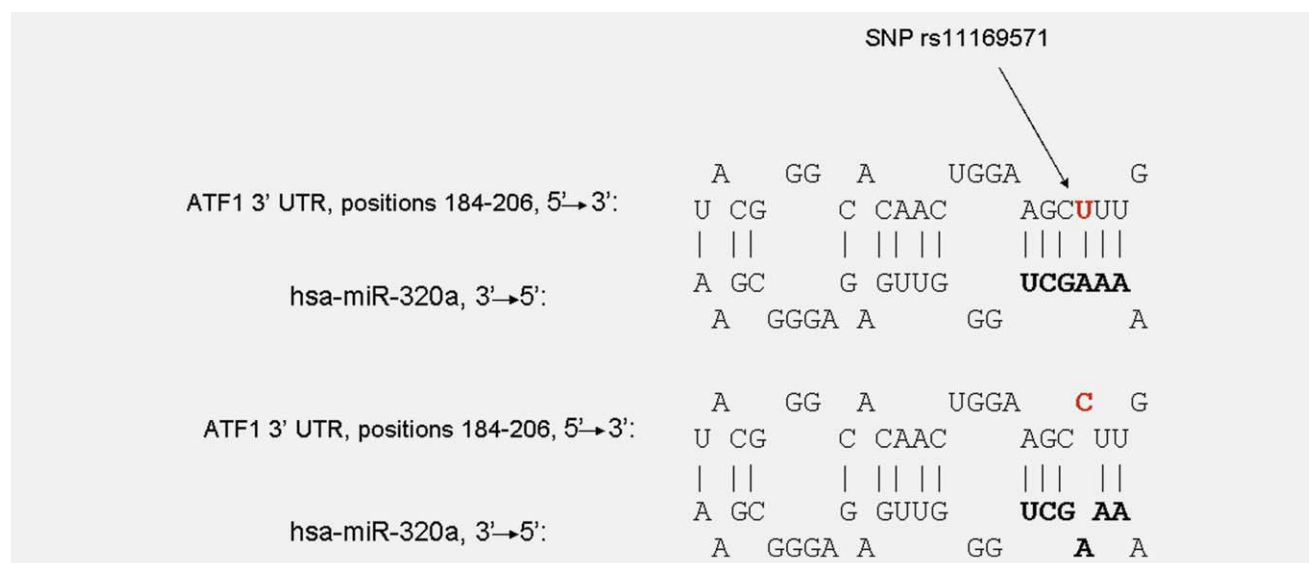 SNP rs11169571
A GG A UGGA G
ATF1 3' UTR, positions 184-206, 5'→3': U CG C CAAC AGCUUU
| || | |||| ||||||
hsa-miR-320a, 3'→5': A GC G GUUG UCGAAA
A GGGA A GG A
A GG A UGGA C G
ATF1 3' UTR, positions 184-206, 5'→3': U CG C CAAC AGC UU
| || | |||| ||| ||
hsa-miR-320a, 3'→5': A GC G GUUG UCG AA
A GGGA A GG A A